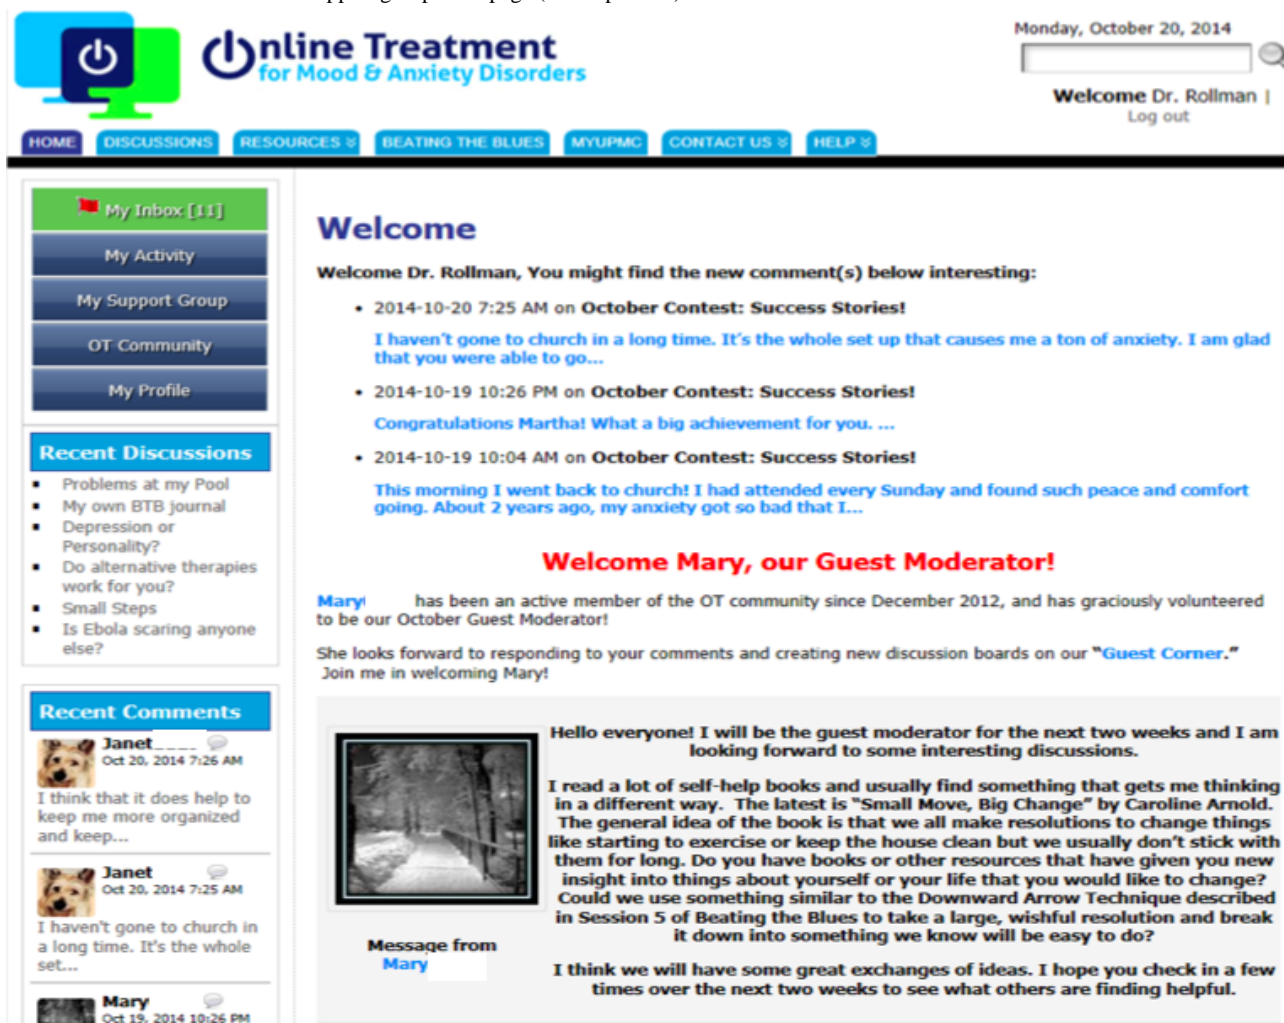 Monday, October 20, 2014
Online Treatment
for Mood & Anxiety Disorders
Welcome Dr. Rollman |
Log out
HOME DISCUSSIONS RESOURCES BEATING THE BLUES MYUPMC CONTACT US HELP
My Inbox [11]
My Activity
My Support Group
OT Community
My Profile
Recent Discussions
Problems at my Pool
My own BTB journal
Depression or
Personality?
Do alternative therapies
work for you?
Small Steps
Is Ebola scaring anyone
else?
Recent Comments
Janet
Oct 20, 2014 7:26 AM
I think that it does help to
keep me more organized
and keep...
Janet
Oct 20, 2014 7:25 AM
I haven't gone to church in
a long time. It's the whole
set...
Mary
Oct 19, 2014 10:26 PM
Welcome
Welcome Dr. Rollman, You might find the new comment(s) below interesting:
• 2014-10-20 7:25 AM on October Contest: Success Stories!
I haven't gone to church in a long time. It's the whole set up that causes me a ton of anxiety. I am glad
that you were able to go...
• 2014-10-19 10:26 PM on October Contest: Success Stories!
Congratulations Martha! What a big achievement for you. ...
• 2014-10-19 10:04 AM on October Contest: Success Stories!
This morning I went back to church! I had attended every Sunday and found such peace and comfort
going. About 2 years ago, my anxiety got so bad that I...
Welcome Mary, our Guest Moderator!
Mary has been an active member of the OT community since December 2012, and has graciously volunteered
to be our October Guest Moderator!
She looks forward to responding to your comments and creating new discussion boards on our "Guest Corner."
Join me in welcoming Mary!
Message from
Mary
Hello everyone! I will be the guest moderator for the next two weeks and I am
looking forward to some interesting discussions.
I read a lot of self-help books and usually find something that gets me thinking
in a different way. The latest is "Small Move, Big Change" by Caroline Arnold.
The general idea of the book is that we all make resolutions to change things
like starting to exercise or keep the house clean but we usually don't stick with
them for long. Do you have books or other resources that have given you new
insight into things about yourself or your life that you would like to change?
Could we use something similar to the Downward Arrow Technique described
in Session 5 of Beating the Blues to take a large, wishful resolution and break
it down into something we know will be easy to do?
I think we will have some great exchanges of ideas. I hope you check in a few
times over the next two weeks to see what others are finding helpful.